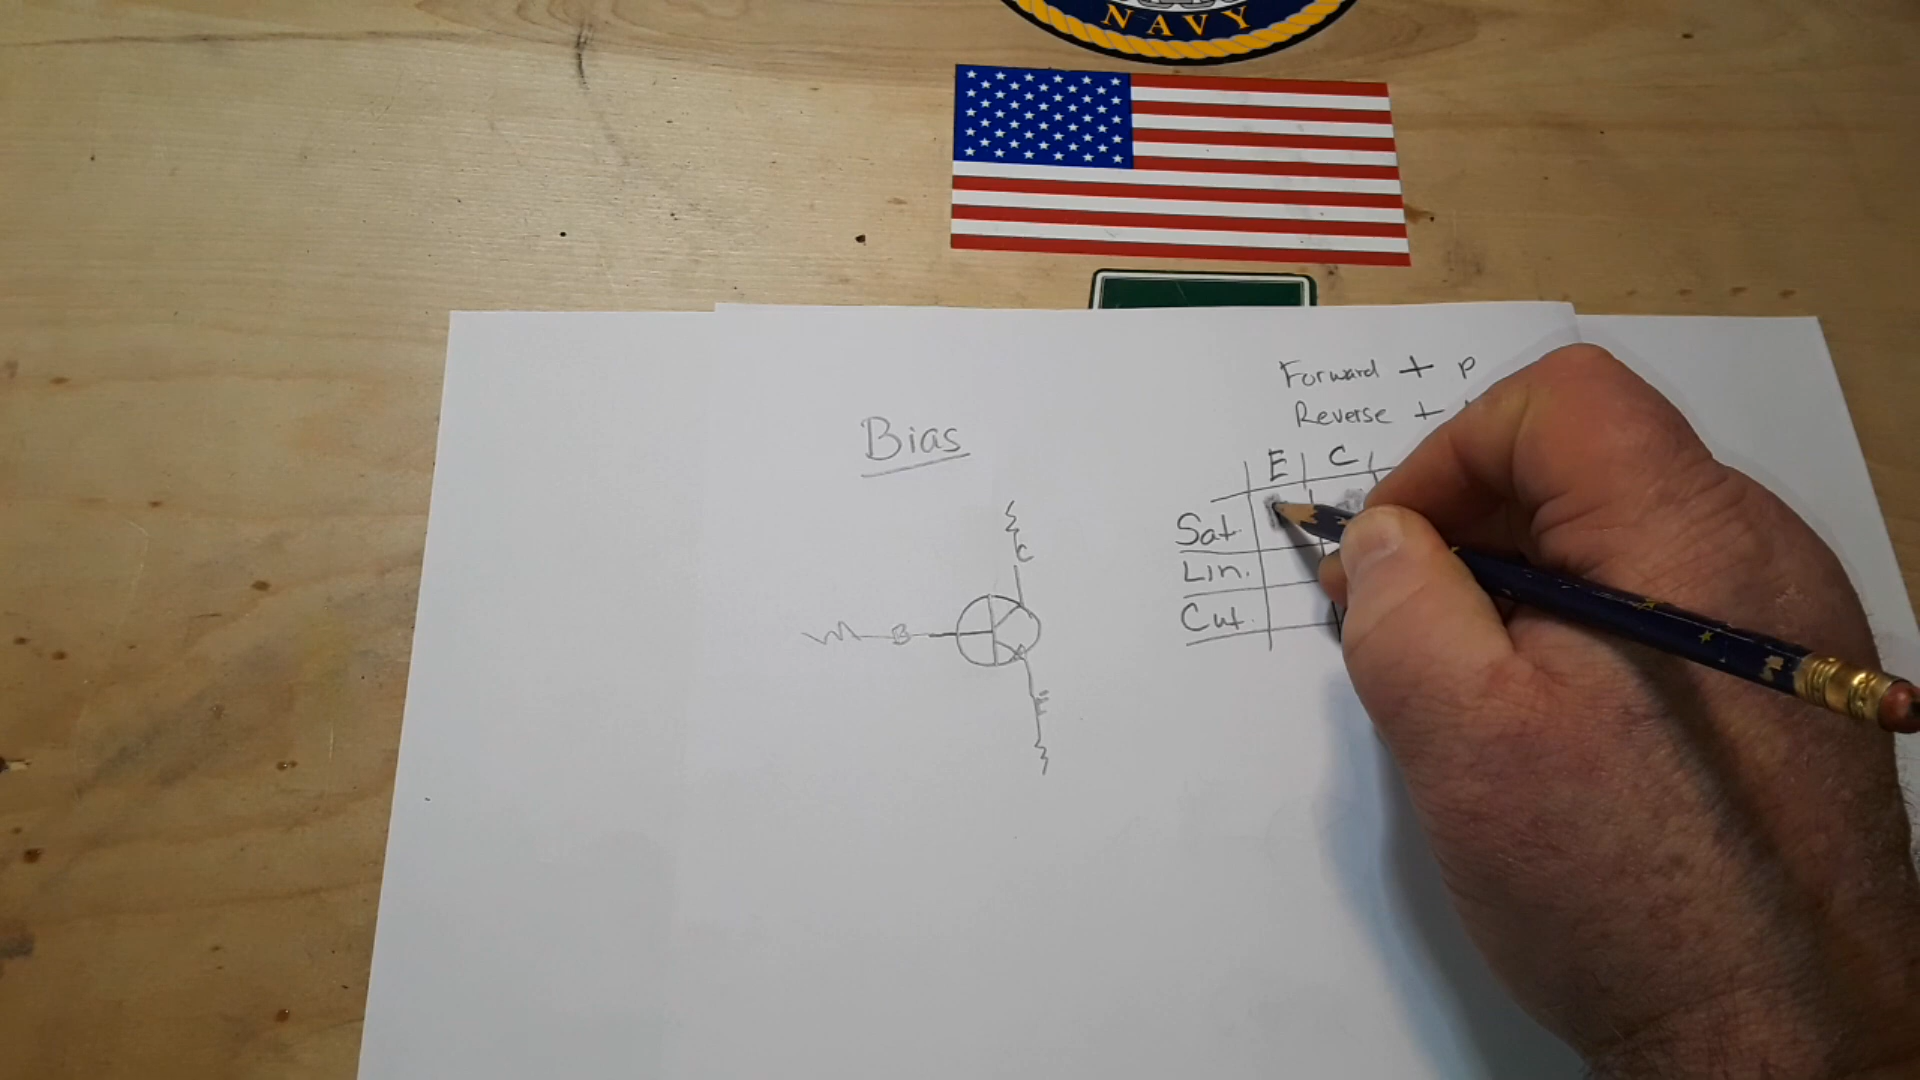 NAVY
Forward + p
Reverse +
Bias
E C
Sat.
Lin.
Cut.
C
B
E